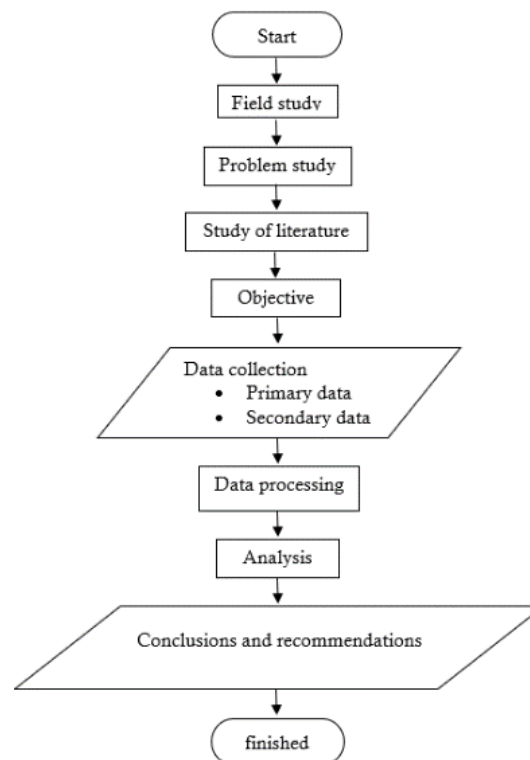 Start
Field study
Problem study
Study of literature
Objective
Data collection
• Primary data
• Secondary data
Data processing
Analysis
Conclusions and recommendations
finished